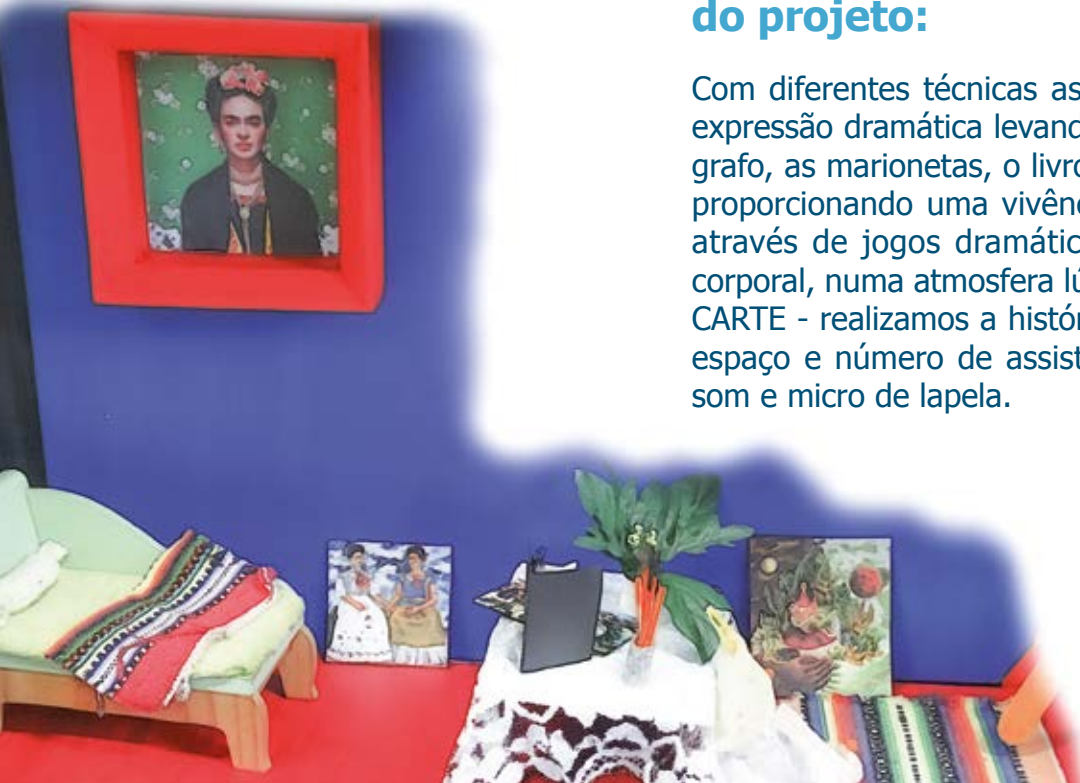 do projeto:
Com diferentes técnicas as
expressão dramática levand
grafo, as marionetas, o livro
proporcionando uma vivênc
através de jogos dramátic
corporal, numa atmosfera lú
CARTE - realizamos a histór
espaço e número de assist
som e micro de lapela.